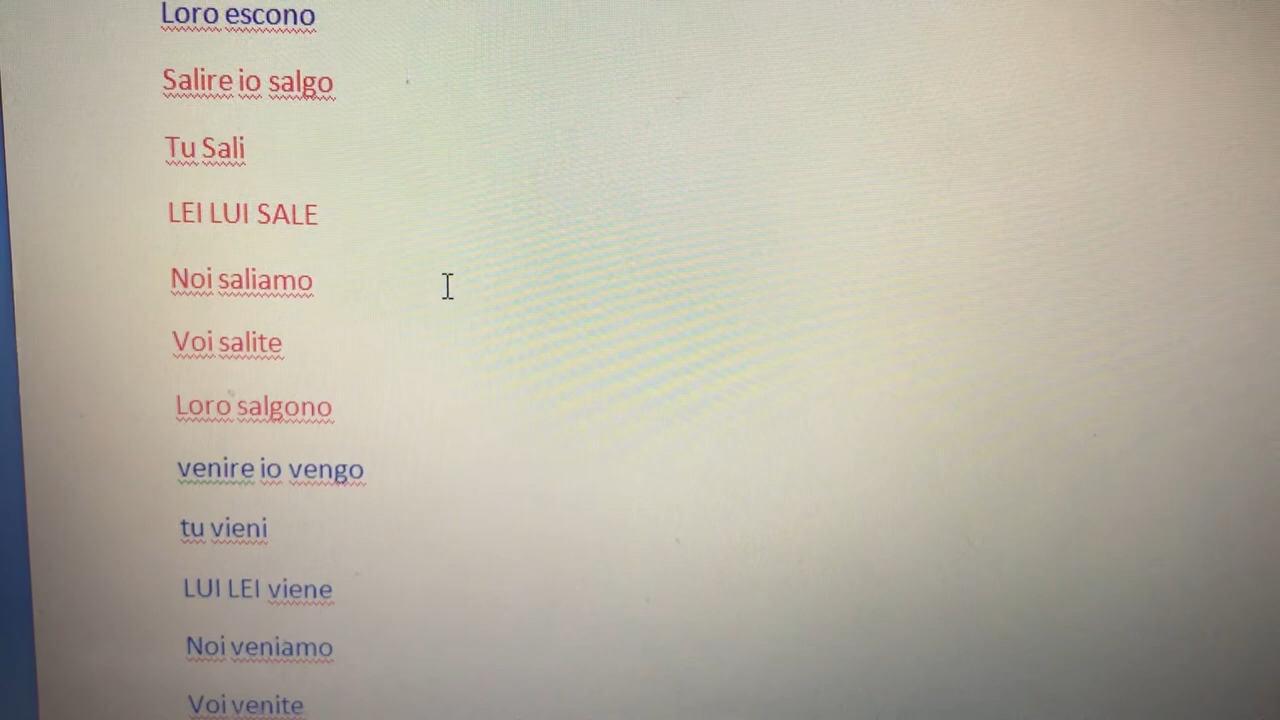 Loro escono
Salire io salgo
Tu Sali
LEI LUI SALE
Noi saliamo
Voi salite
Loro salgono
venire io vengo
tu vieni
LUI LEI viene
Noi veniamo
Voi venite